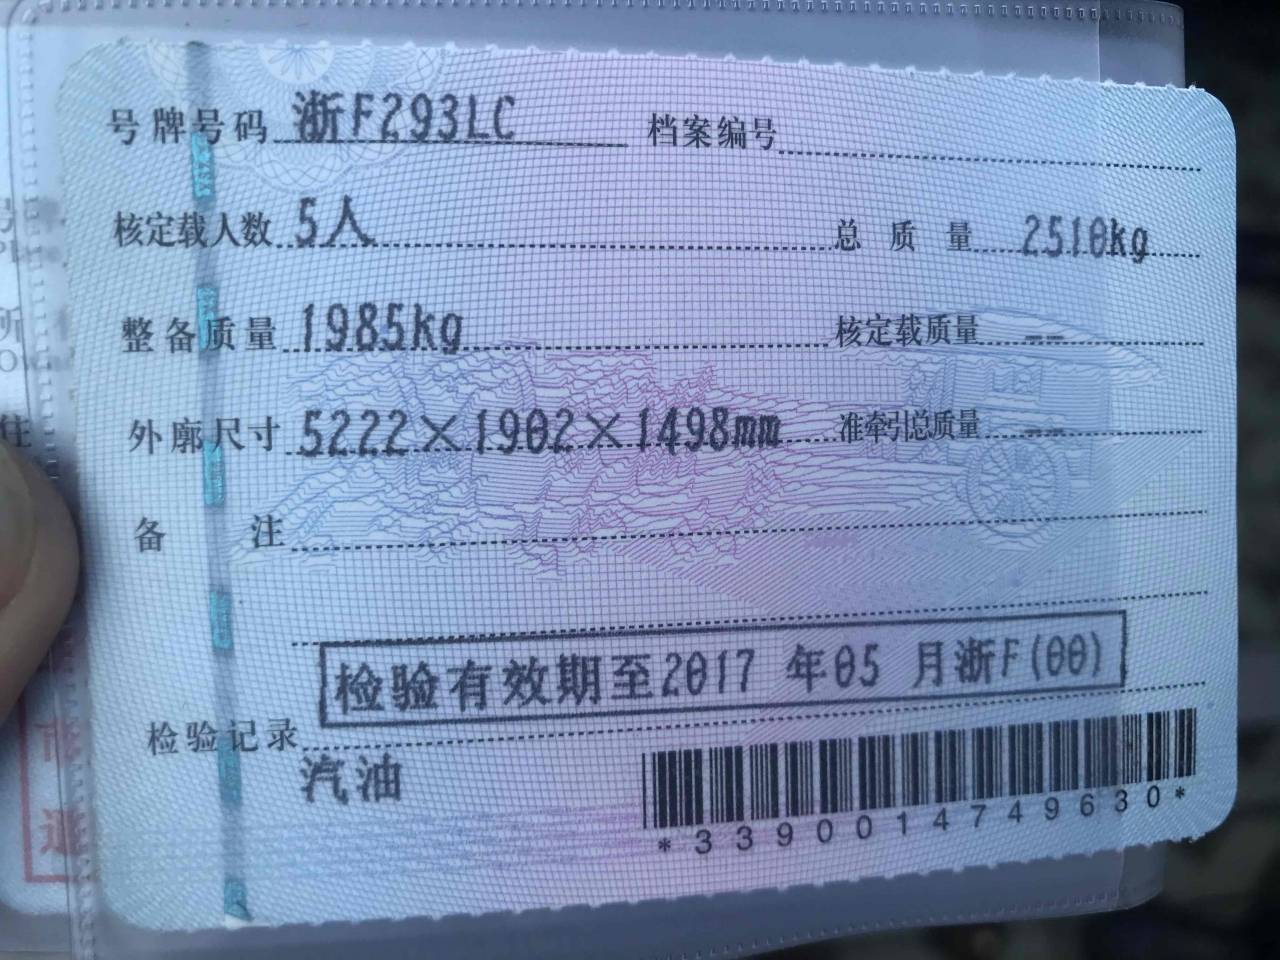 号牌号码 浙F293LC 档案编号
核定载人数 5人 总质量 2510kg
整备质量 1985kg 核定载质量 --
外廓尺寸 5222×1902×1498mm 准牵引总质量 --
备注
检验有效期至2017 年05 月浙F(00)
检验记录
汽油
*3390014749630*